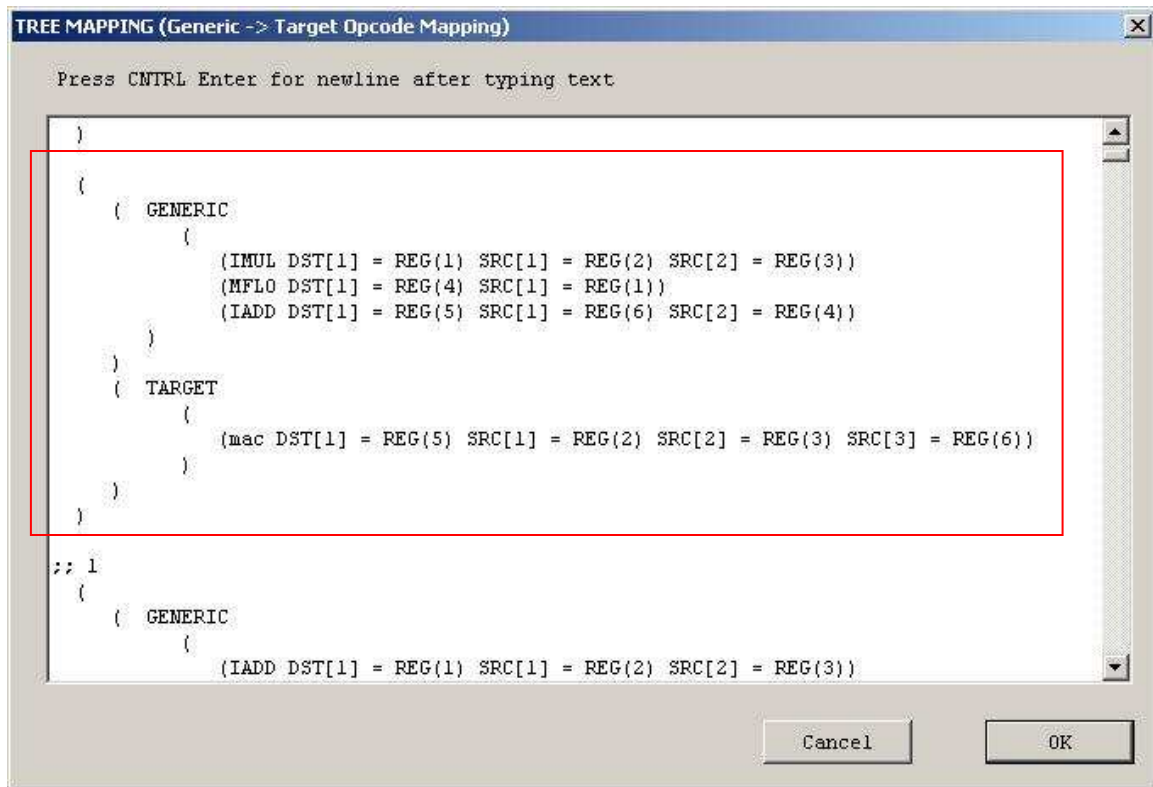 TREE MAPPING (Generic -> Target Opcode Mapping)
Press CNTRL Enter for newline after typing text
)
(
( GENERIC
(
(IMUL DST[1] = REG(1) SRC[1] = REG(2) SRC[2] = REG(3))
(MFLO DST[1] = REG(4) SRC[1] = REG(1))
(IADD DST[1] = REG(5) SRC[1] = REG(6) SRC[2] = REG(4))
)
)
( TARGET
(
(mac DST[1] = REG(5) SRC[1] = REG(2) SRC[2] = REG(3) SRC[3] = REG(6))
)
)
)
;; 1
(
( GENERIC
(
(IADD DST[1] = REG(1) SRC[1] = REG(2) SRC[2] = REG(3))
Cancel
OK